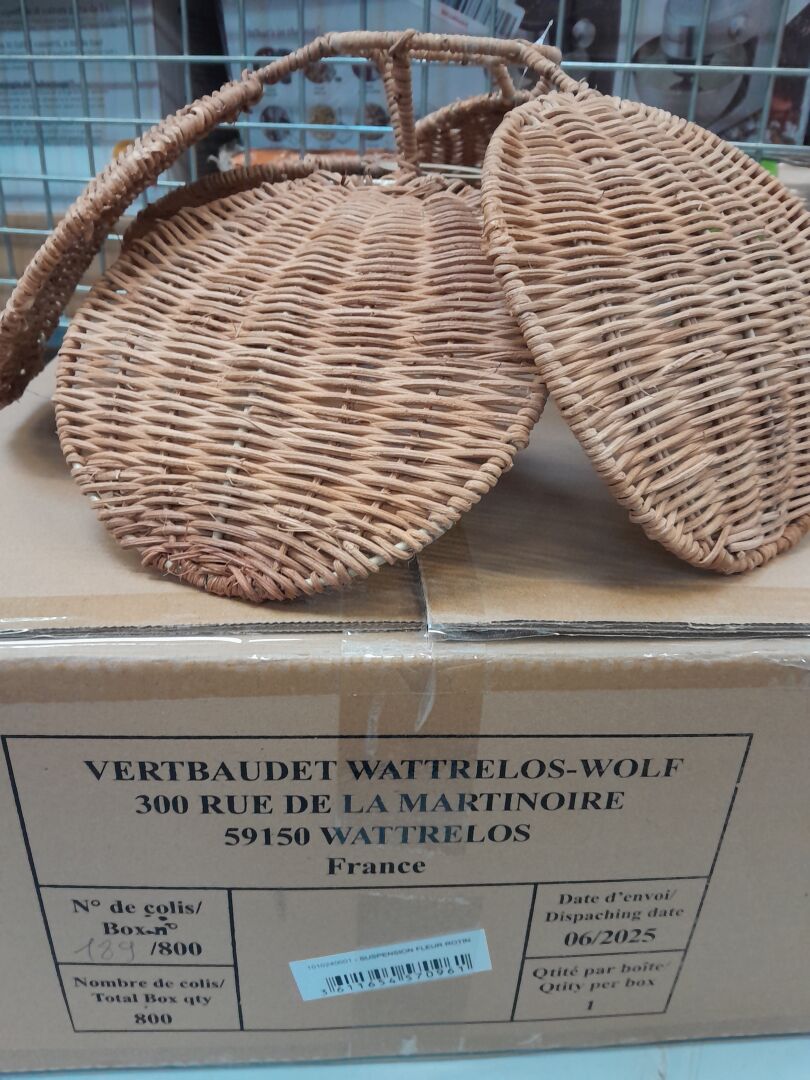 VERTBAUDET WATTRELOS-WOLF
300 RUE DE LA MARTINOIRE
59150 WATTRELOS
France
N° de colis/
Box n°
189 /800
Nombre de colis/
Total Box qty
800
1010240601 - SUSPENSION FLEUR ROTIN
3611654570961
Date d'envoi/
Dispaching date
06/2025
Qtité par boîte/
Qtity per box
1